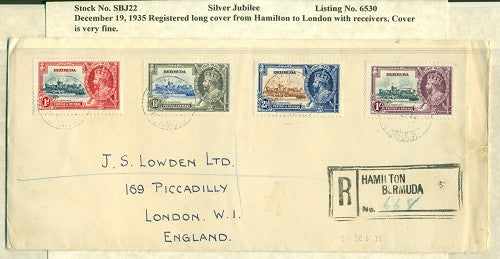 Stock No. SBJ22 Silver Jubilee Listing No. 6530
December 19, 1935 Registered long cover from Hamilton to London with receivers. Cover
is very fine.
BERMUDA BERMUDA BERMUDA BERMUDA
J. S. LOWDEN LTD.
169 PICCADILLY
LONDON. W.1.
ENGLAND.
R
HAMILTON
BERMUDA
No. 668